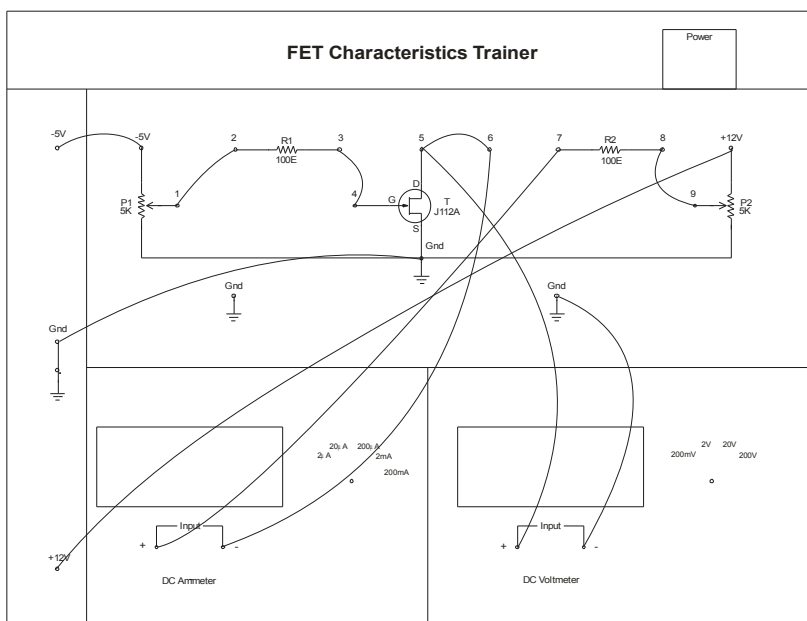 Power
FET Characteristics Trainer
-5V -5V 2 R1 3 5 6 7 R2 8 +12V
100E 100E
D
P1 1 4 G T 9 P2
5K J112A 5K
S
Gnd
Gnd Gnd
Gnd
20µA 200µA 2V 20V
2µA 2mA 200mV 200V
200mA
Input Input
+ - + -
+12V
DC Ammeter DC Voltmeter